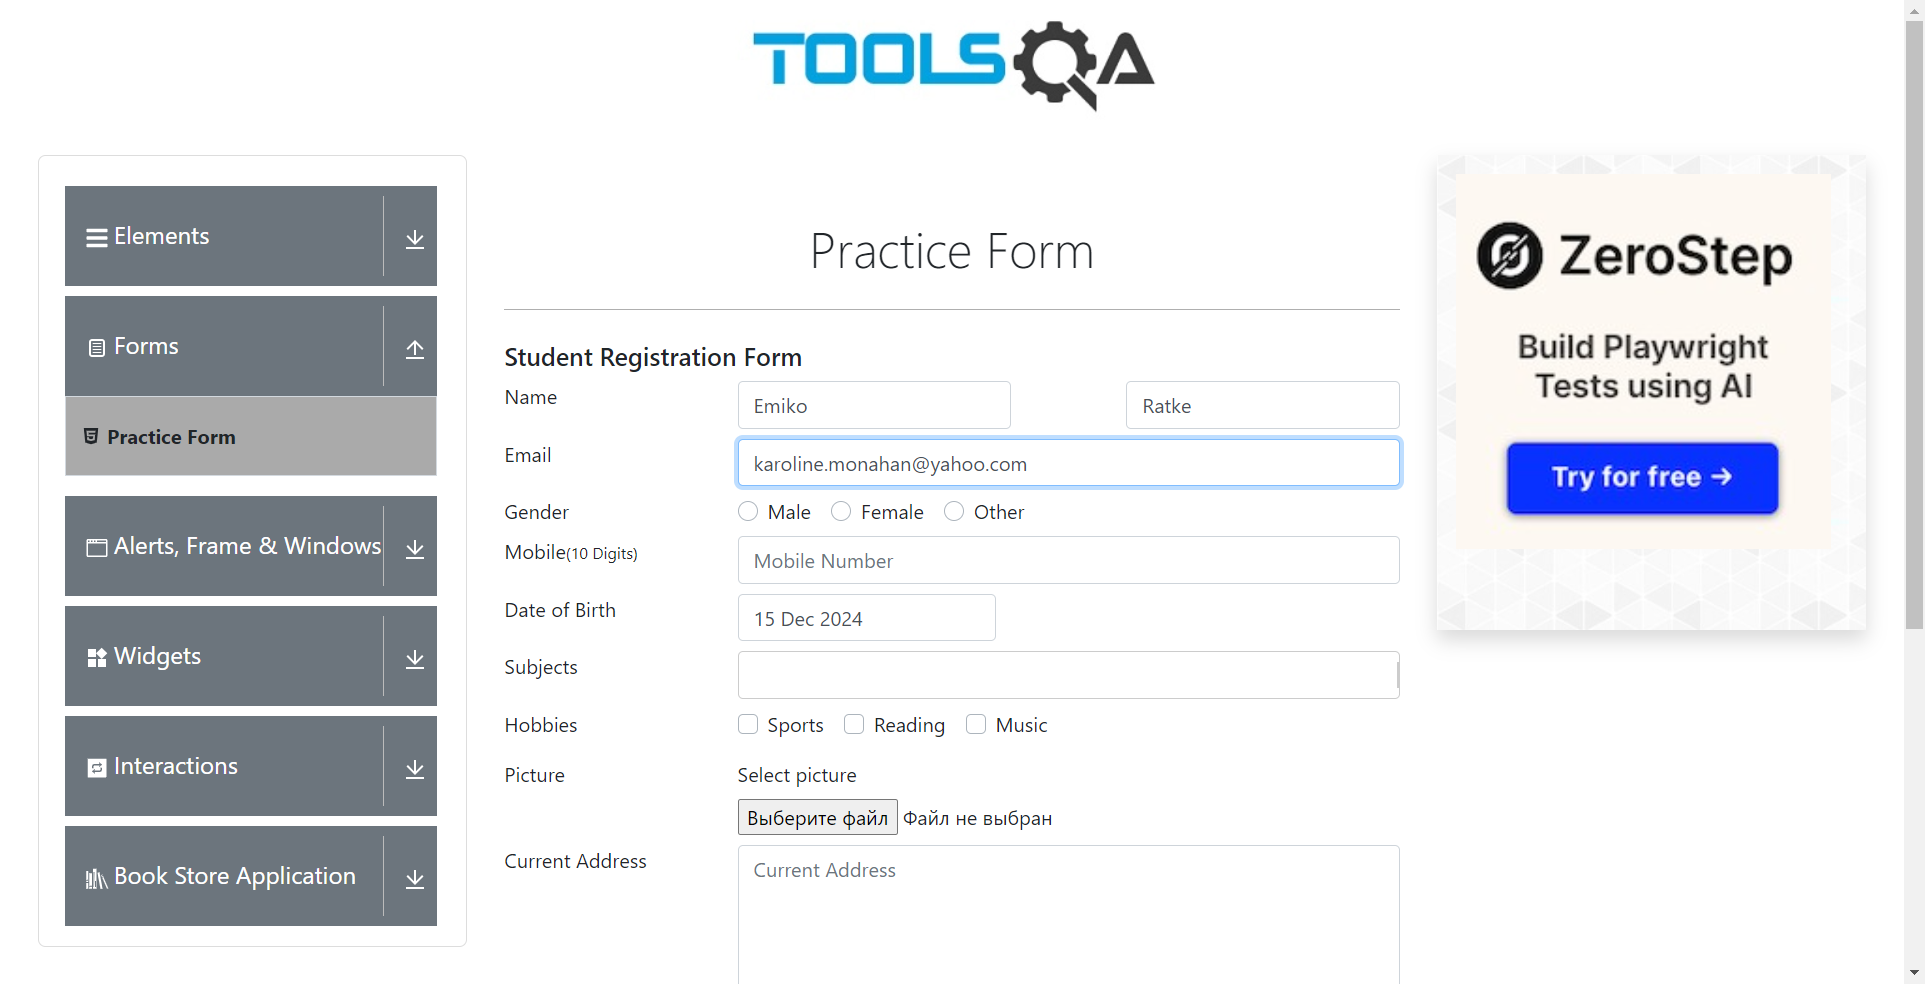 TOOLSQA
Elements
Forms
Practice Form
Alerts, Frame & Windows
Widgets
Interactions
Book Store Application
Practice Form
Student Registration Form
Name
Emiko
Ratke
Email
karoline.monahan@yahoo.com
Gender
Male
Female
Other
Mobile(10 Digits)
Mobile Number
Date of Birth
15 Dec 2024
Subjects
Hobbies
Sports
Reading
Music
Picture
Select picture
Выберите файл Файл не выбран
Current Address
Current Address
ZeroStep
Build Playwright
Tests using AI
Try for free →